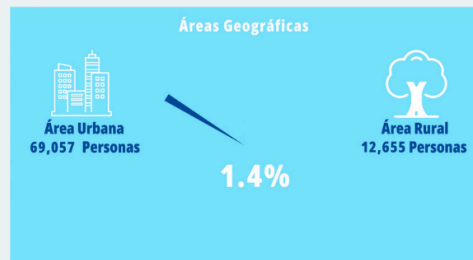 Áreas Geográficas
Área Urbana
69,057 Personas
Área Rural
12,655 Personas
1.4%